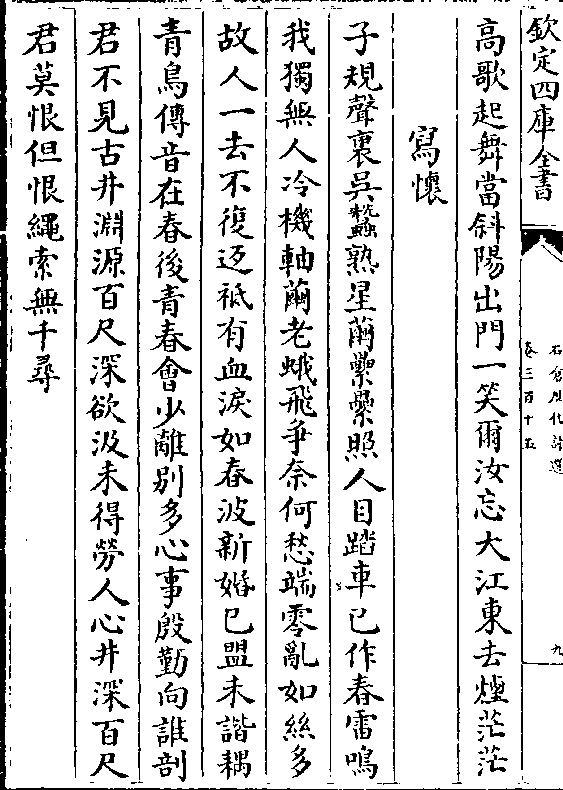 欽定四庫全書
石倉歷代詩選
卷三百十五
九
高歌起舞當斜陽出門一笑爾汝忘大江東去煙茫茫
寫懷
子規聲裏吳蠶熟星繭纍纍照人目踏車已作春雷鳴
我獨無人冷機軸繭老蛾飛爭奈何愁端零亂如絲多
故人一去不復返祗有血淚如春波新婚已盟未諧耦
青鳥傳音在春後青春會少離别多心事殷勤向誰剖
君不見古井淵源百尺深欲汲未得勞人心井深百尺
君莫恨但恨繩索無千尋